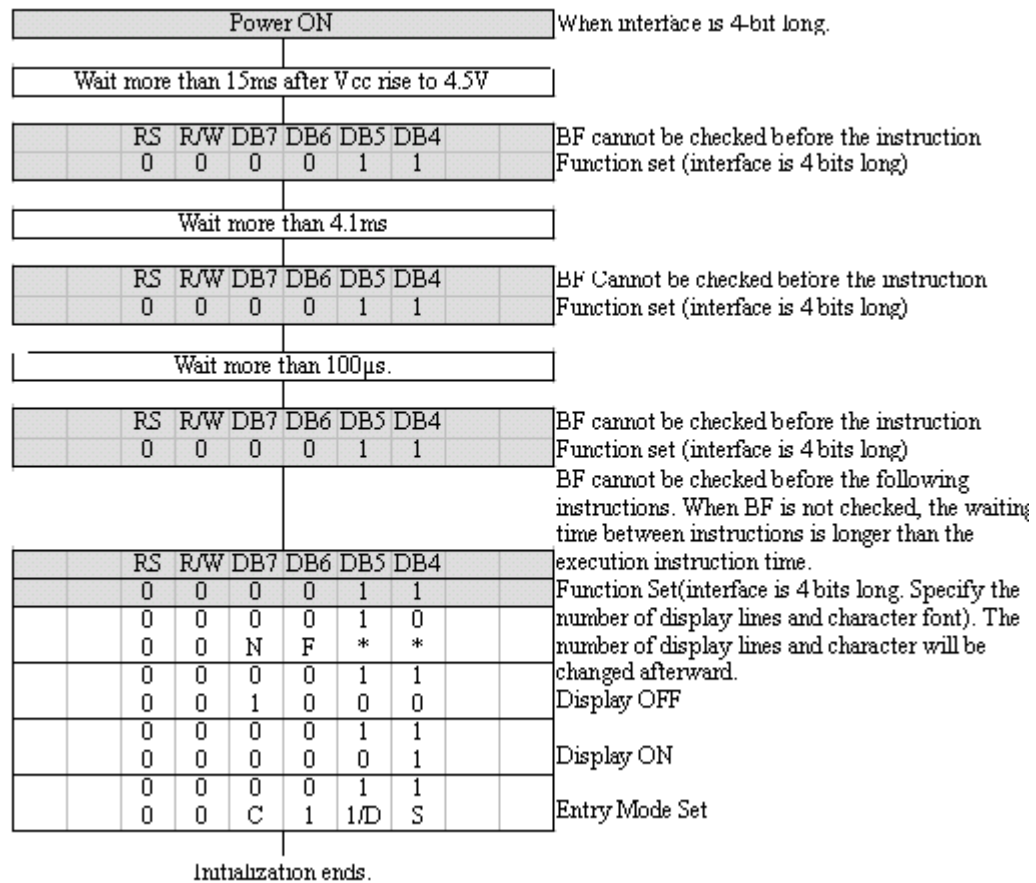 Power ON When interface is 4-bit long.
Wait more than 15ms after Vcc rise to 4.5V
RS R/W DB7 DB6 DB5 DB4 BF cannot be checked before the instruction
0 0 0 0 1 1 Function set (interface is 4 bits long)
Wait more than 4.1ms
RS R/W DB7 DB6 DB5 DB4 BF Cannot be checked before the instruction
0 0 0 0 1 1 Function set (interface is 4 bits long)
Wait more than 100µs.
RS R/W DB7 DB6 DB5 DB4 BF cannot be checked before the instruction
0 0 0 0 1 1 Function set (interface is 4 bits long)
BF cannot be checked before the following
instructions. When BF is not checked, the waiting
time between instructions is longer than the
RS R/W DB7 DB6 DB5 DB4 execution instruction time.
0 0 0 0 1 1 Function Set(interface is 4 bits long. Specify the
0 0 0 0 1 0 number of display lines and character font). The
0 0 N F * * number of display lines and character will be
0 0 0 0 1 1 changed afterward.
0 0 1 0 0 0 Display OFF
0 0 0 0 1 1
0 0 0 0 0 1 Display ON
0 0 0 0 1 1
0 0 C 1 1/D S Entry Mode Set
Initialization ends.